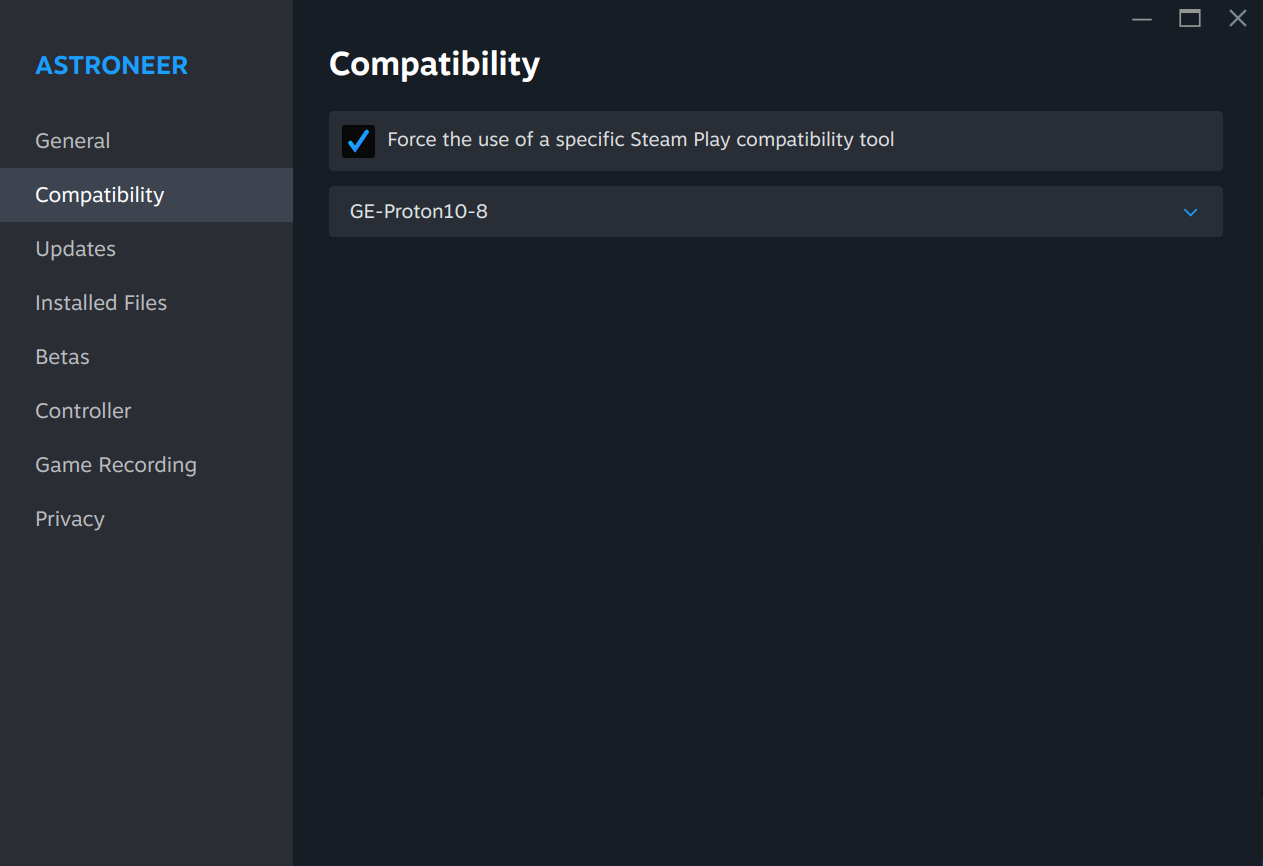 ASTRONEER
General
Compatibility
Updates
Installed Files
Betas
Controller
Game Recording
Privacy
Compatibility
Force the use of a specific Steam Play compatibility tool
GE-Proton10-8